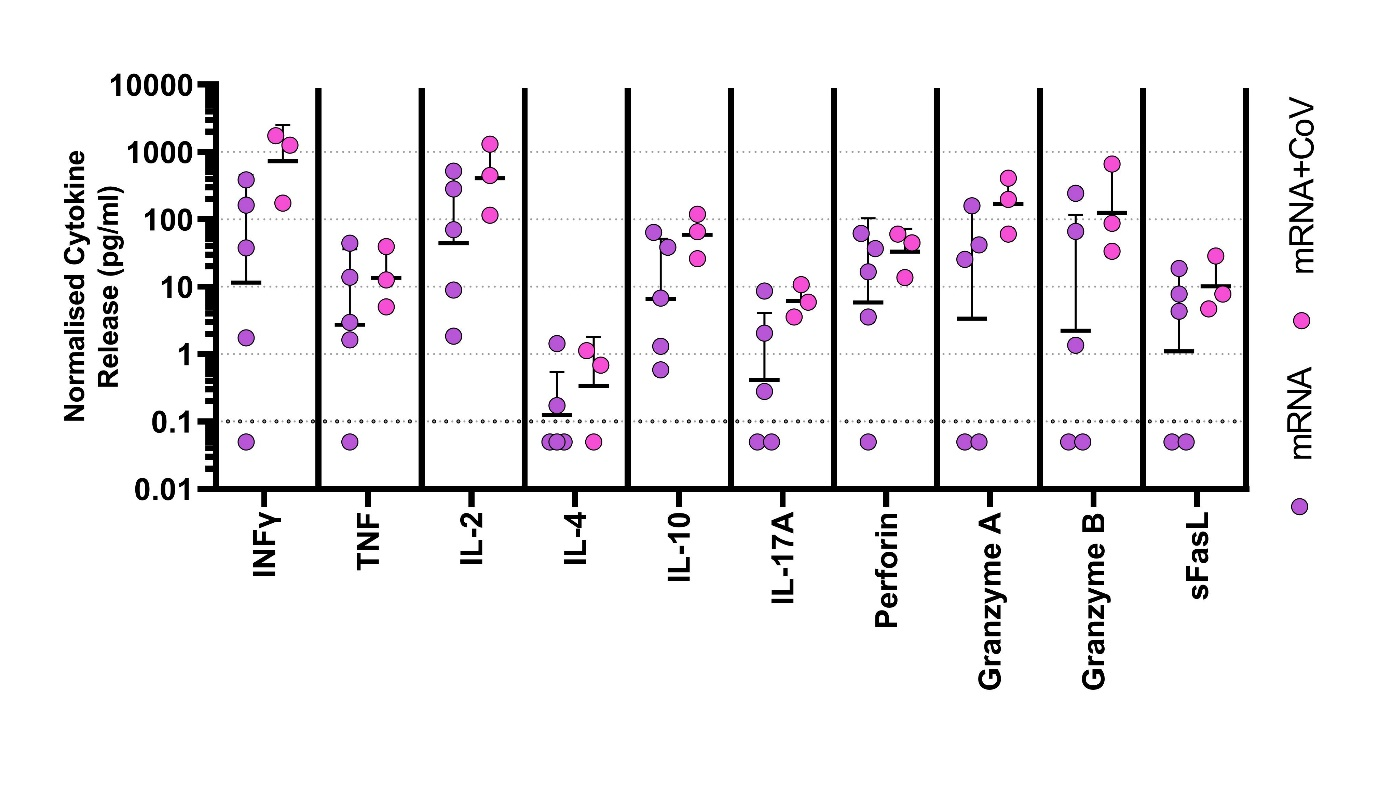 Normalised Cytokine
Release (pg/ml)
10000
1000
100
10
1
0.1
0.01
INFγ
TNF
IL-2
IL-4
IL-10
IL-17A
Perforin
Granzyme A
Granzyme B
sFasL
mRNA
mRNA+CoV